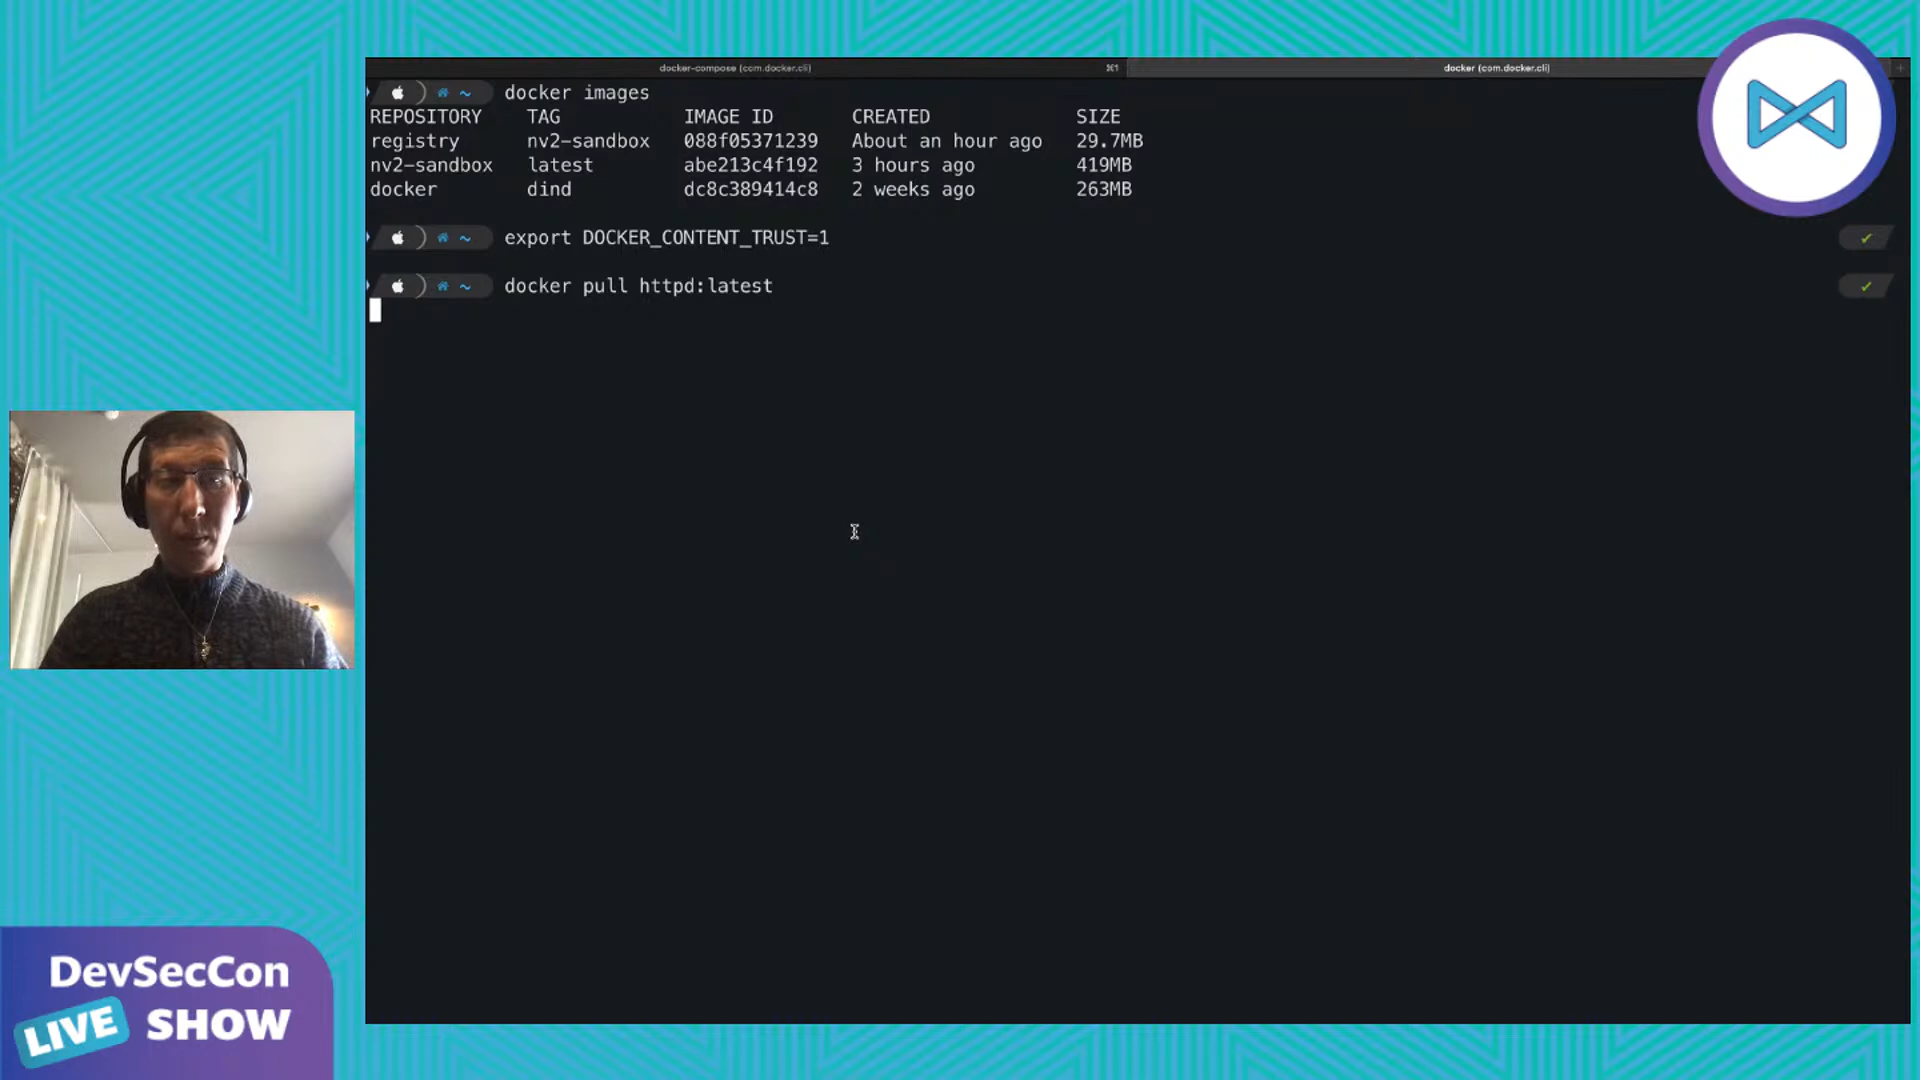 docker-compose (com.docker.cli) ⌘1 docker (com.docker.cli) +
~ docker images
REPOSITORY TAG IMAGE ID CREATED SIZE
registry nv2-sandbox 088f05371239 About an hour ago 29.7MB
nv2-sandbox latest abe213c4f192 3 hours ago 419MB
docker dind dc8c389414c8 2 weeks ago 263MB
~ export DOCKER_CONTENT_TRUST=1 ✓
~ docker pull httpd:latest ✓
DevSecCon
LIVE SHOW